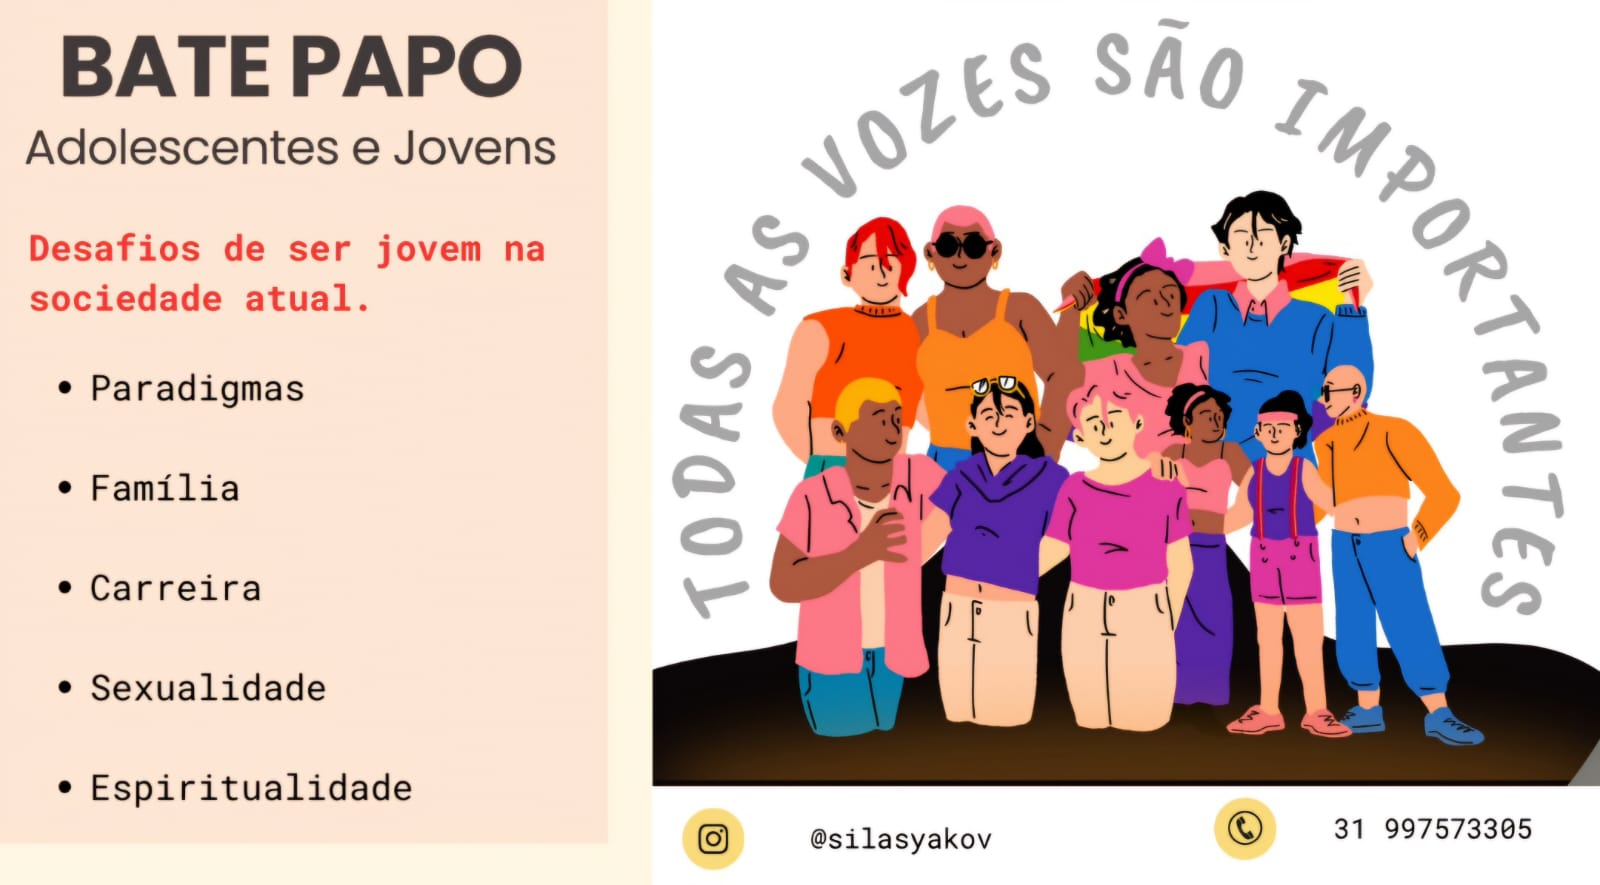 BATE PAPO
Adolescentes e Jovens
Desafios de ser jovem na
sociedade atual.
• Paradigmas
• Família
• Carreira
• Sexualidade
• Espiritualidade
TODAS AS VOZES SÃO IMPORTANTES
@silasyakov
31 997573305